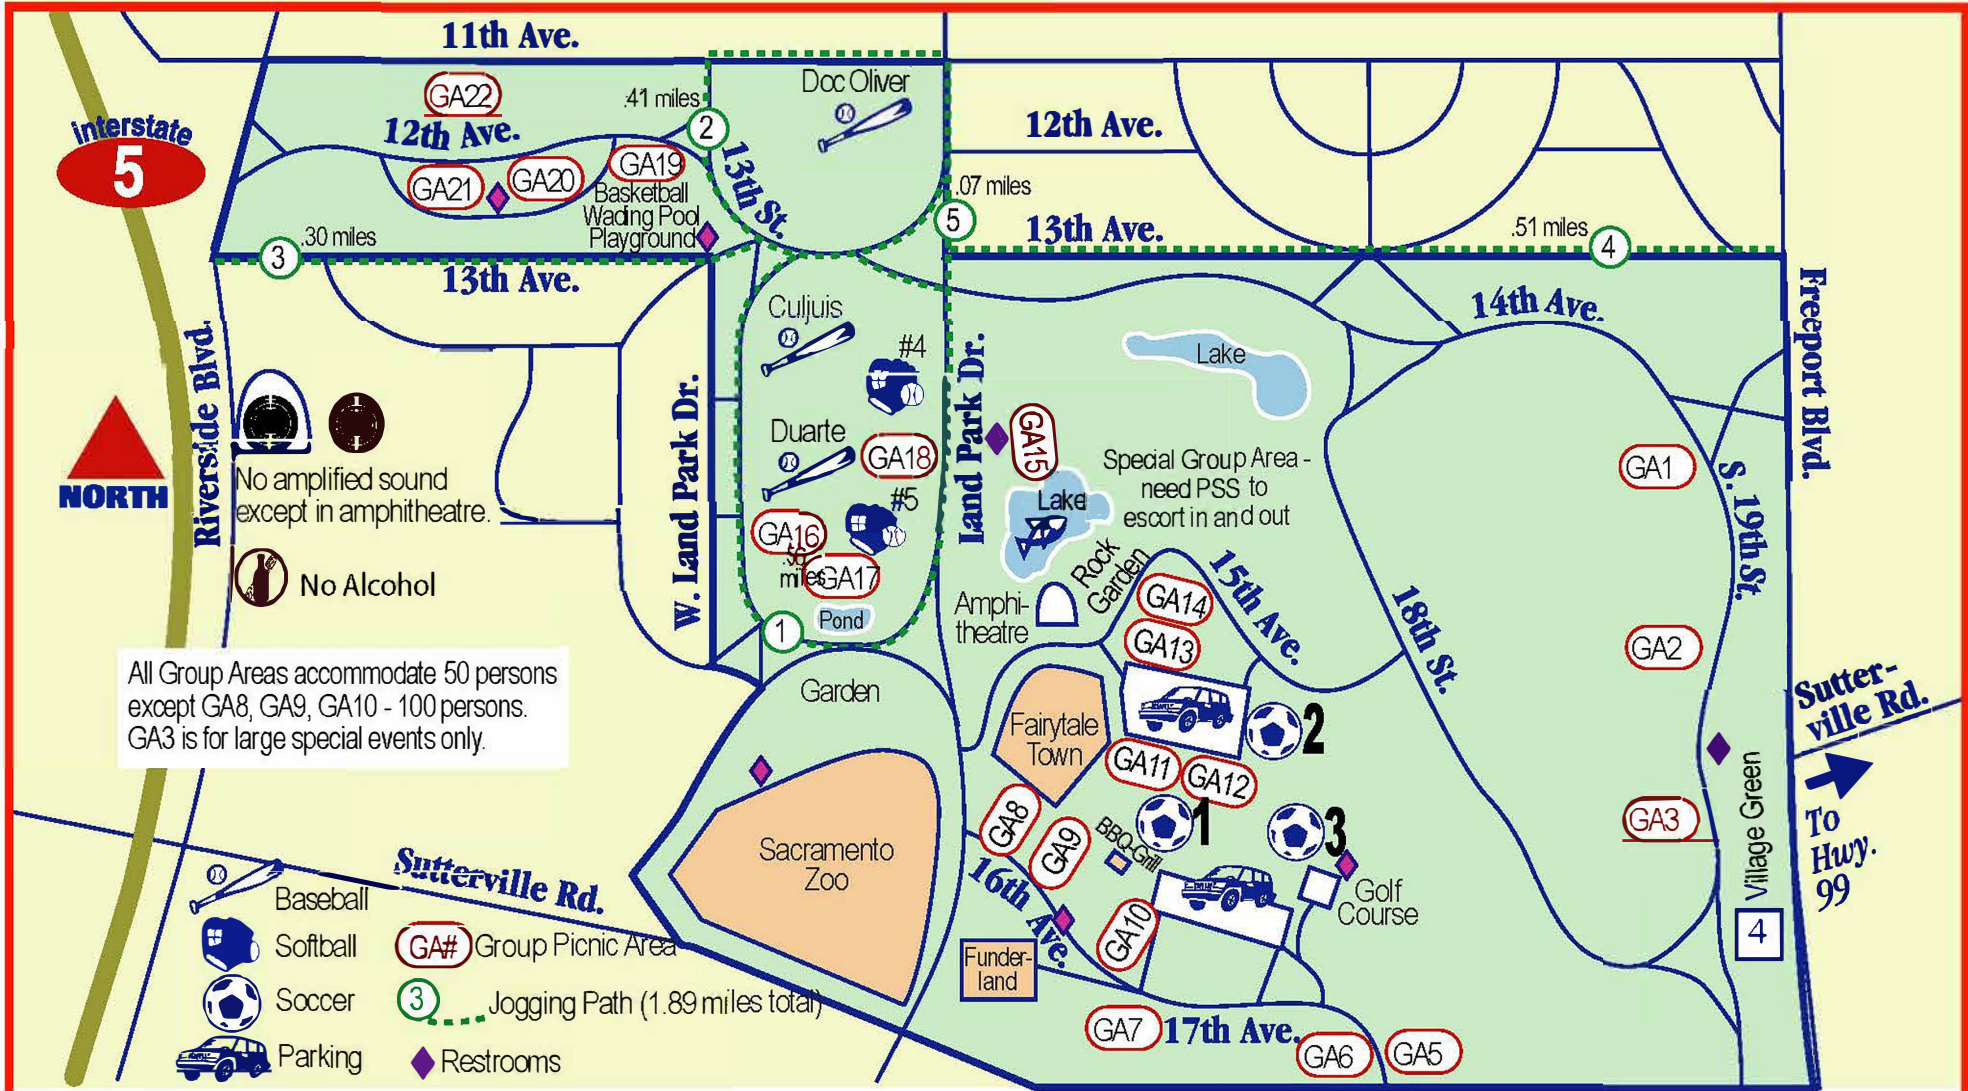 11th Ave.
Doc Oliver
GA22
.41 miles
2
12th Ave.
12th Ave.
interstate
5
GA19
GA21
GA20
13th St.
Basketball
Wading Pool
Playground
.07 miles
5
13th Ave.
.51 miles
4
3
.30 miles
13th Ave.
14th Ave.
Freeport Blvd.
Culjuis
#4
Lake
Riverside Blvd.
W. Land Park Dr.
Land Park Dr.
NORTH
No amplified sound
except in amphitheatre.
Duarte
GA18
#5
GA15
Special Group Area -
need PSS to
escort in and out
Lake
GA1
S. 19th St.
GA16
.56
miles
GA17
Pond
1
No Alcohol
Rock
Garden
Amphi-
theatre
GA14
GA13
15th Ave.
18th St.
GA2
All Group Areas accommodate 50 persons
except GA8, GA9, GA10 - 100 persons.
GA3 is for large special events only.
Garden
Fairytale
Town
2
GA11
GA12
Sutter-
ville Rd.
To
Hwy.
99
Village Green
4
GA3
GA8
GA9
BBQ-Grill
1
3
Sacramento
Zoo
Sutterville Rd.
16th Ave.
GA10
Golf
Course
Funder-
land
GA7
17th Ave.
GA6
GA5
Baseball
Softball
GA#
Group Picnic Area
Soccer
3
Jogging Path (1.89 miles total)
Parking
Restrooms